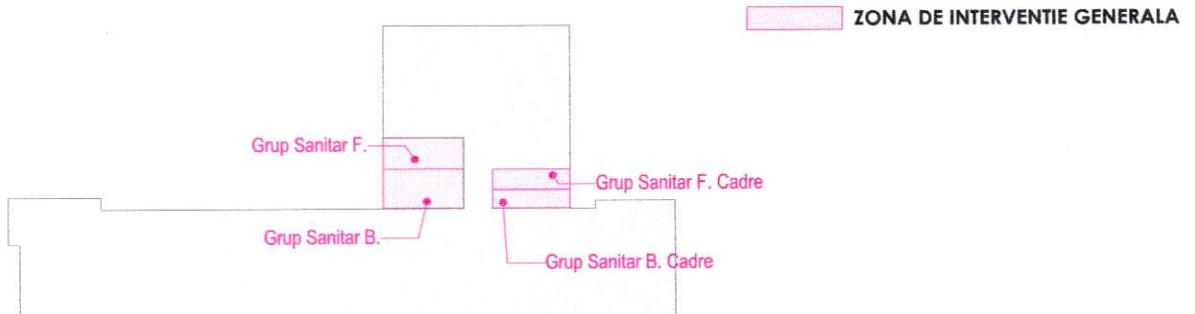 ZONA DE INTERVENTIE GENERALA
Grup Sanitar F.
Grup Sanitar F. Cadre
Grup Sanitar B.
Grup Sanitar B. Cadre